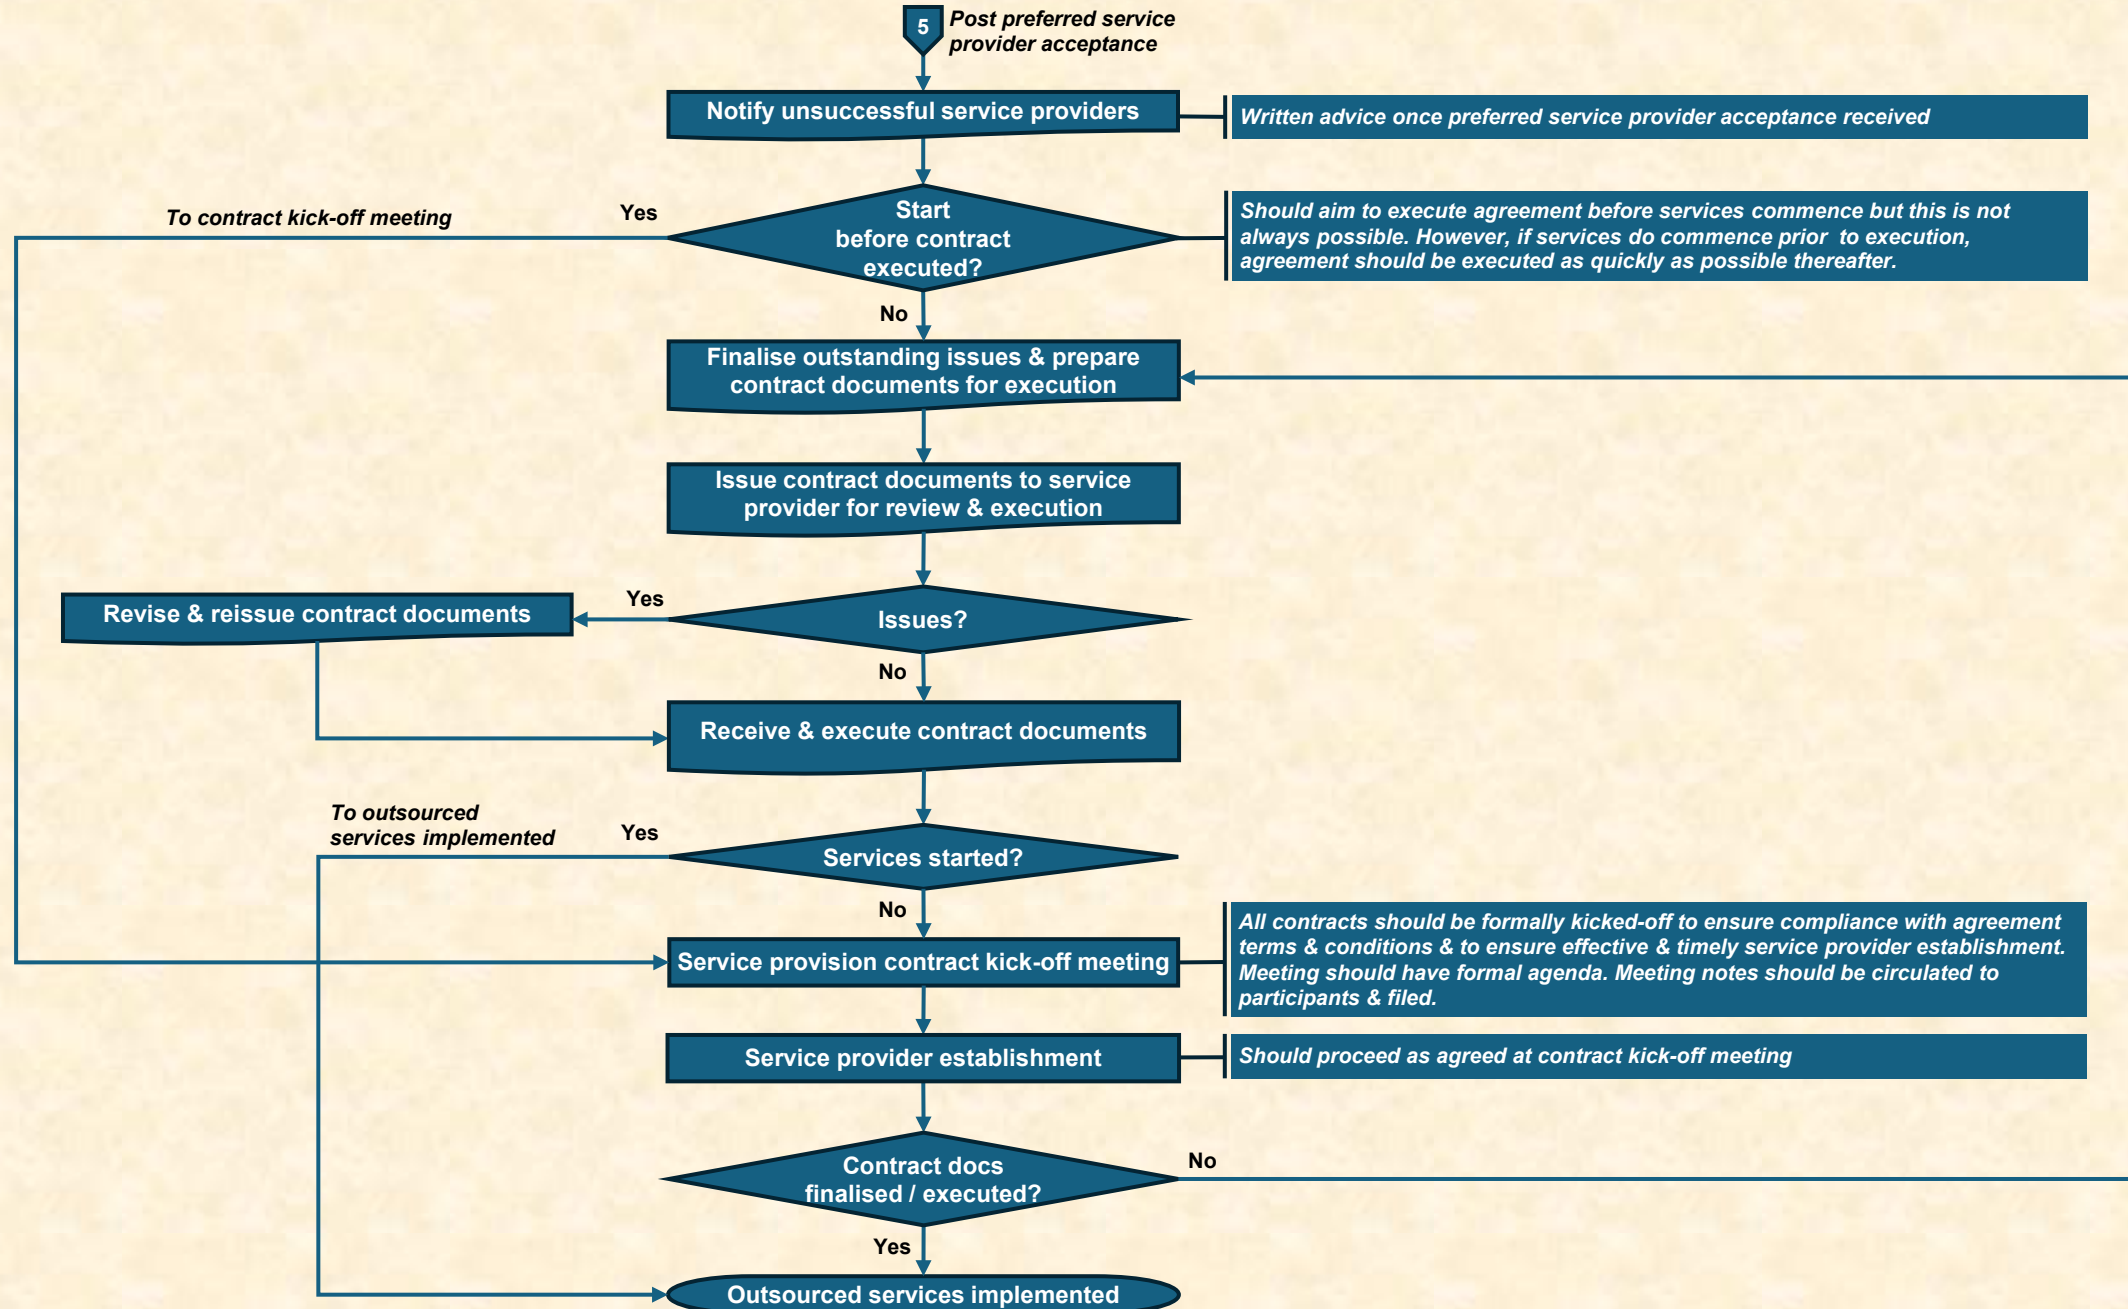 5
Post preferred service
provider acceptance
Notify unsuccessful service providers
Written advice once preferred service provider acceptance received
To contract kick-off meeting
Yes
Start
before contract
executed?
Should aim to execute agreement before services commence but this is not
always possible. However, if services do commence prior to execution,
agreement should be executed as quickly as possible thereafter.
No
Finalise outstanding issues & prepare
contract documents for execution
Issue contract documents to service
provider for review & execution
Revise & reissue contract documents
Yes
Issues?
No
Receive & execute contract documents
To outsourced
services implemented
Yes
Services started?
No
Service provision contract kick-off meeting
All contracts should be formally kicked-off to ensure compliance with agreement
terms & conditions & to ensure effective & timely service provider establishment.
Meeting should have formal agenda. Meeting notes should be circulated to
participants & filed.
Service provider establishment
Should proceed as agreed at contract kick-off meeting
Contract docs
finalised / executed?
No
Yes
Outsourced services implemented